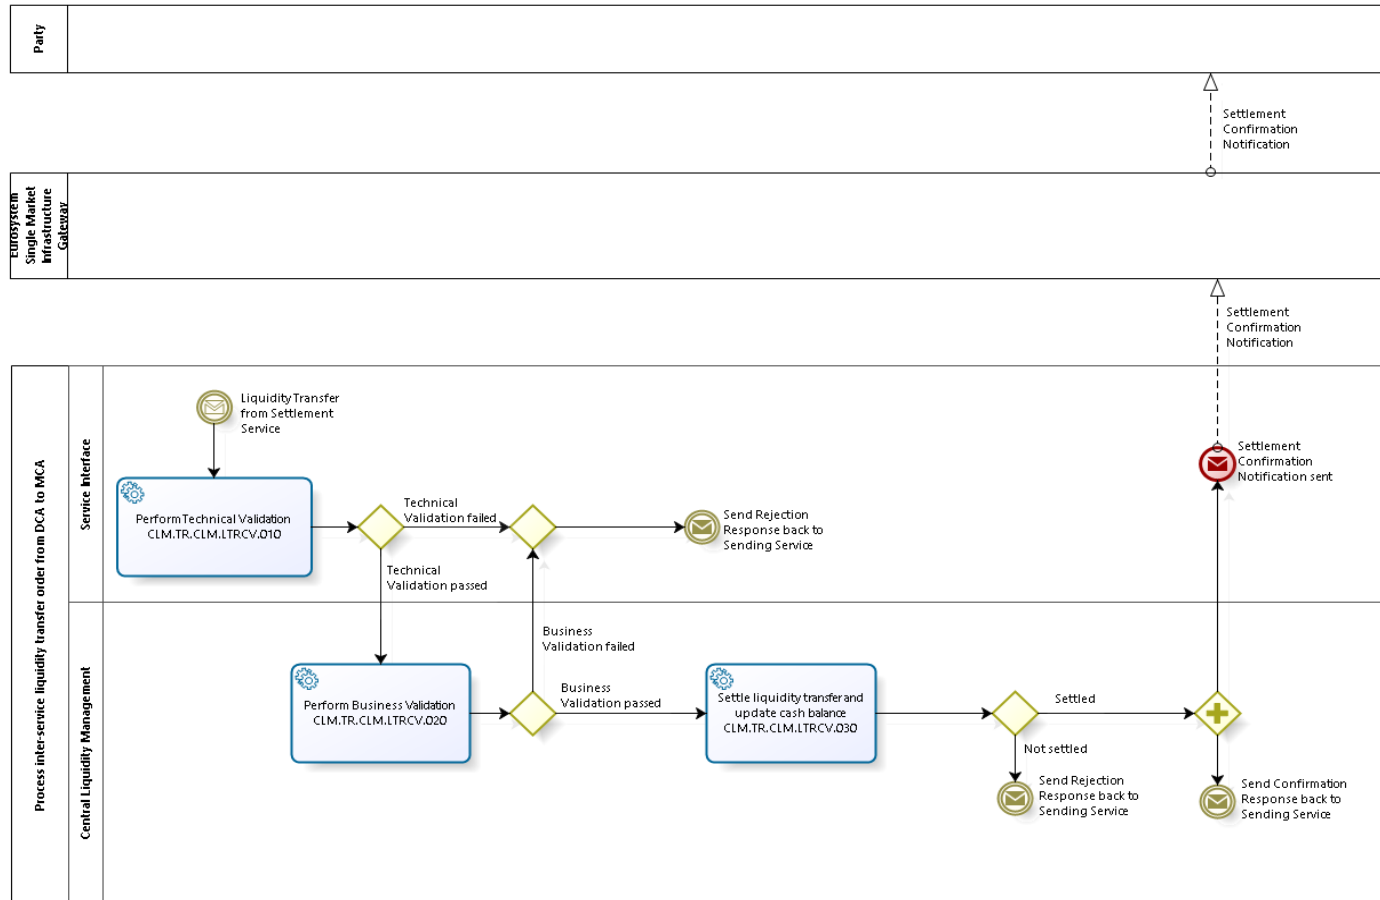 Party
Settlement
Confirmation
Notification
Eurosystem
Single Market
Infrastructure
Gateway
Settlement
Confirmation
Notification
Process inter-service liquidity transfer order from DCA to MCA
Service Interface
Liquidity Transfer
from Settlement
Service
Perform Technical Validation
CLM.TR.CLM.LTRCV.010
Technical
Validation failed
Technical
Validation passed
Send Rejection
Response back to
Sending Service
Settlement
Confirmation
Notification sent
Central Liquidity Management
Perform Business Validation
CLM.TR.CLM.LTRCV.020
Business
Validation failed
Business
Validation passed
Settle liquidity transfer and
update cash balance
CLM.TR.CLM.LTRCV.030
Settled
Not settled
Send Rejection
Response back to
Sending Service
Send Confirmation
Response back to
Sending Service